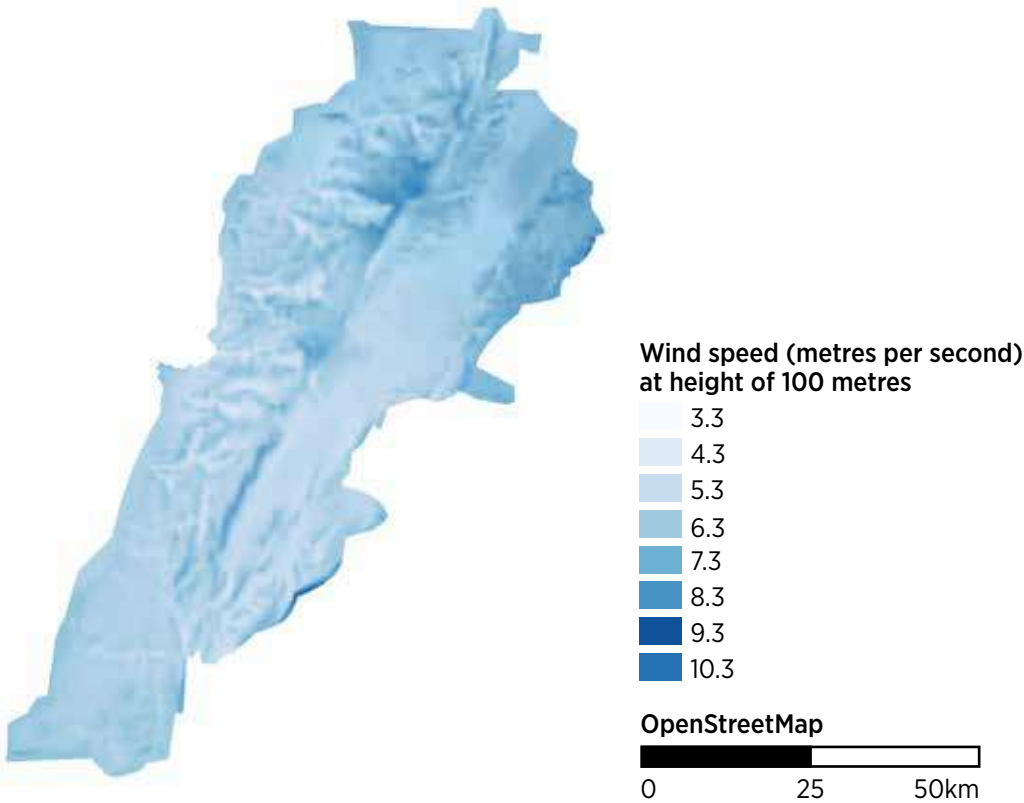 Wind speed (metres per second)
at height of 100 metres
3.3
4.3
5.3
6.3
7.3
8.3
9.3
10.3
OpenStreetMap
0 25 50km